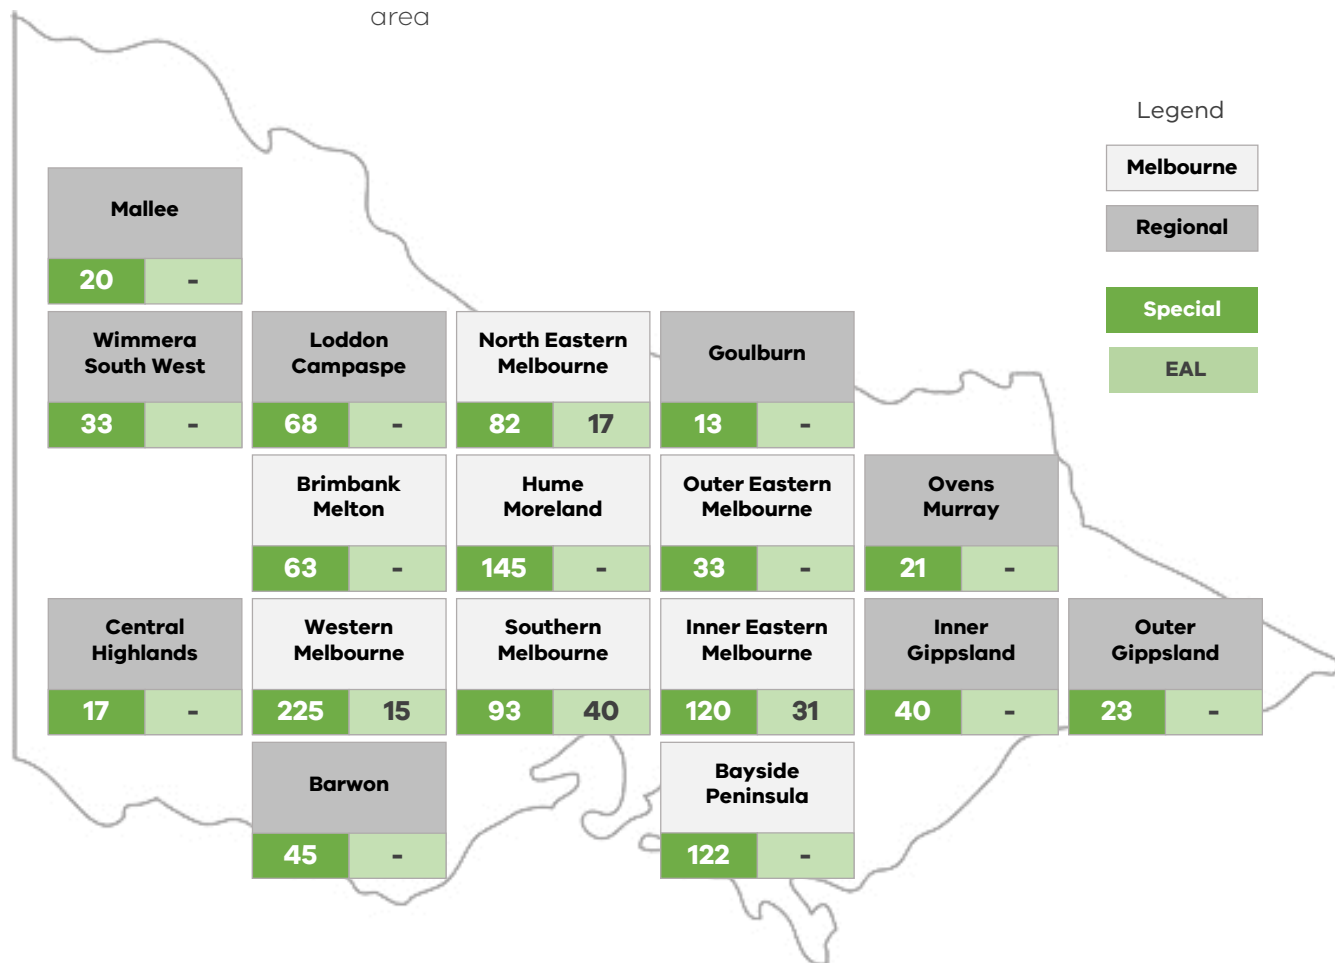 area
Legend
Melbourne
Regional
Special
EAL
Mallee
20 -
Wimmera
South West
33 -
Loddon
Campaspe
68 -
North Eastern
Melbourne
82 17
Goulburn
13 -
Brimbank
Melton
63 -
Hume
Moreland
145 -
Outer Eastern
Melbourne
33 -
Ovens
Murray
21 -
Central
Highlands
17 -
Western
Melbourne
225 15
Southern
Melbourne
93 40
Inner Eastern
Melbourne
120 31
Inner
Gippsland
40 -
Outer
Gippsland
23 -
Barwon
45 -
Bayside
Peninsula
122 -